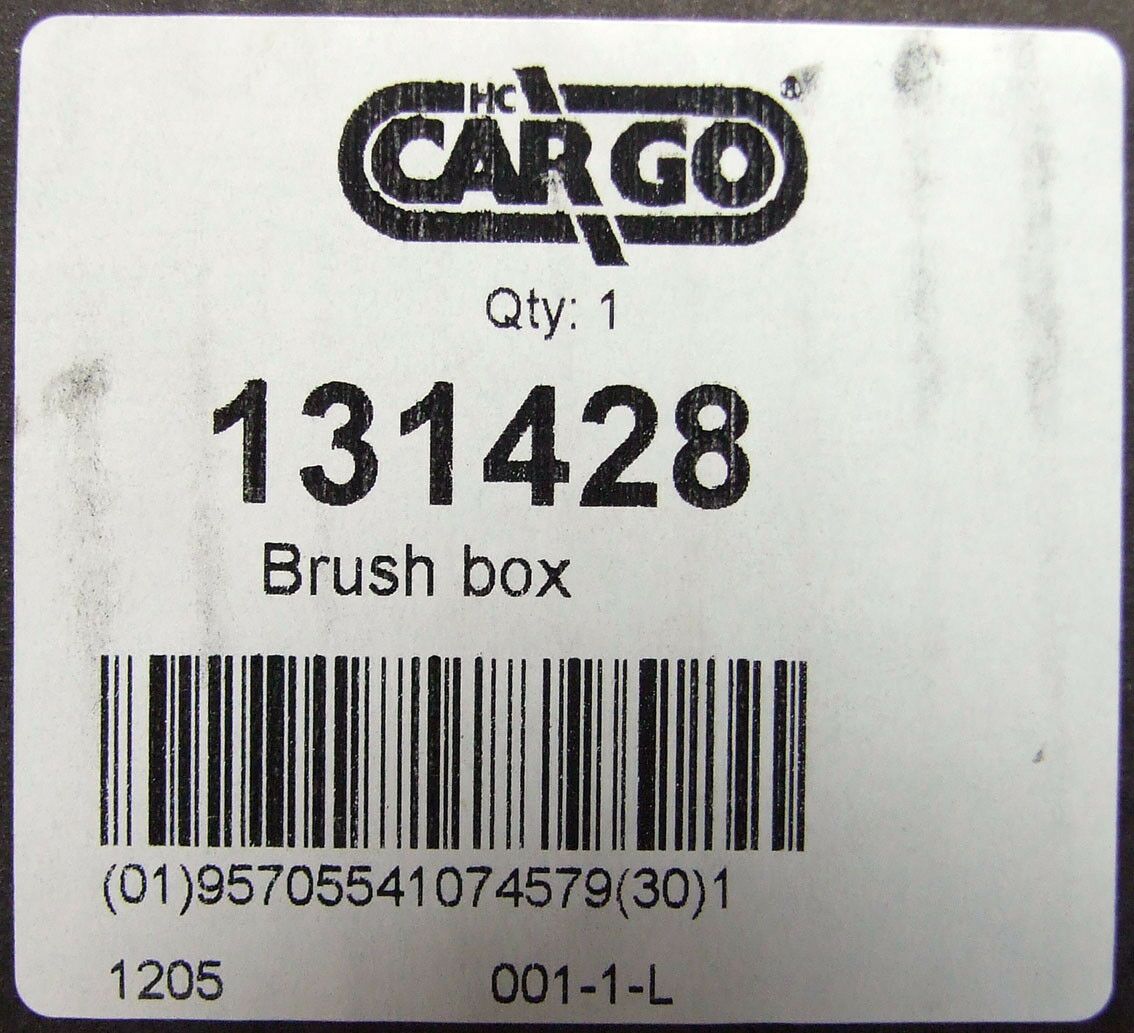 HC
CARGO®
Qty: 1
131428
Brush box
(01)95705541074579(30)1
1205 001-1-L